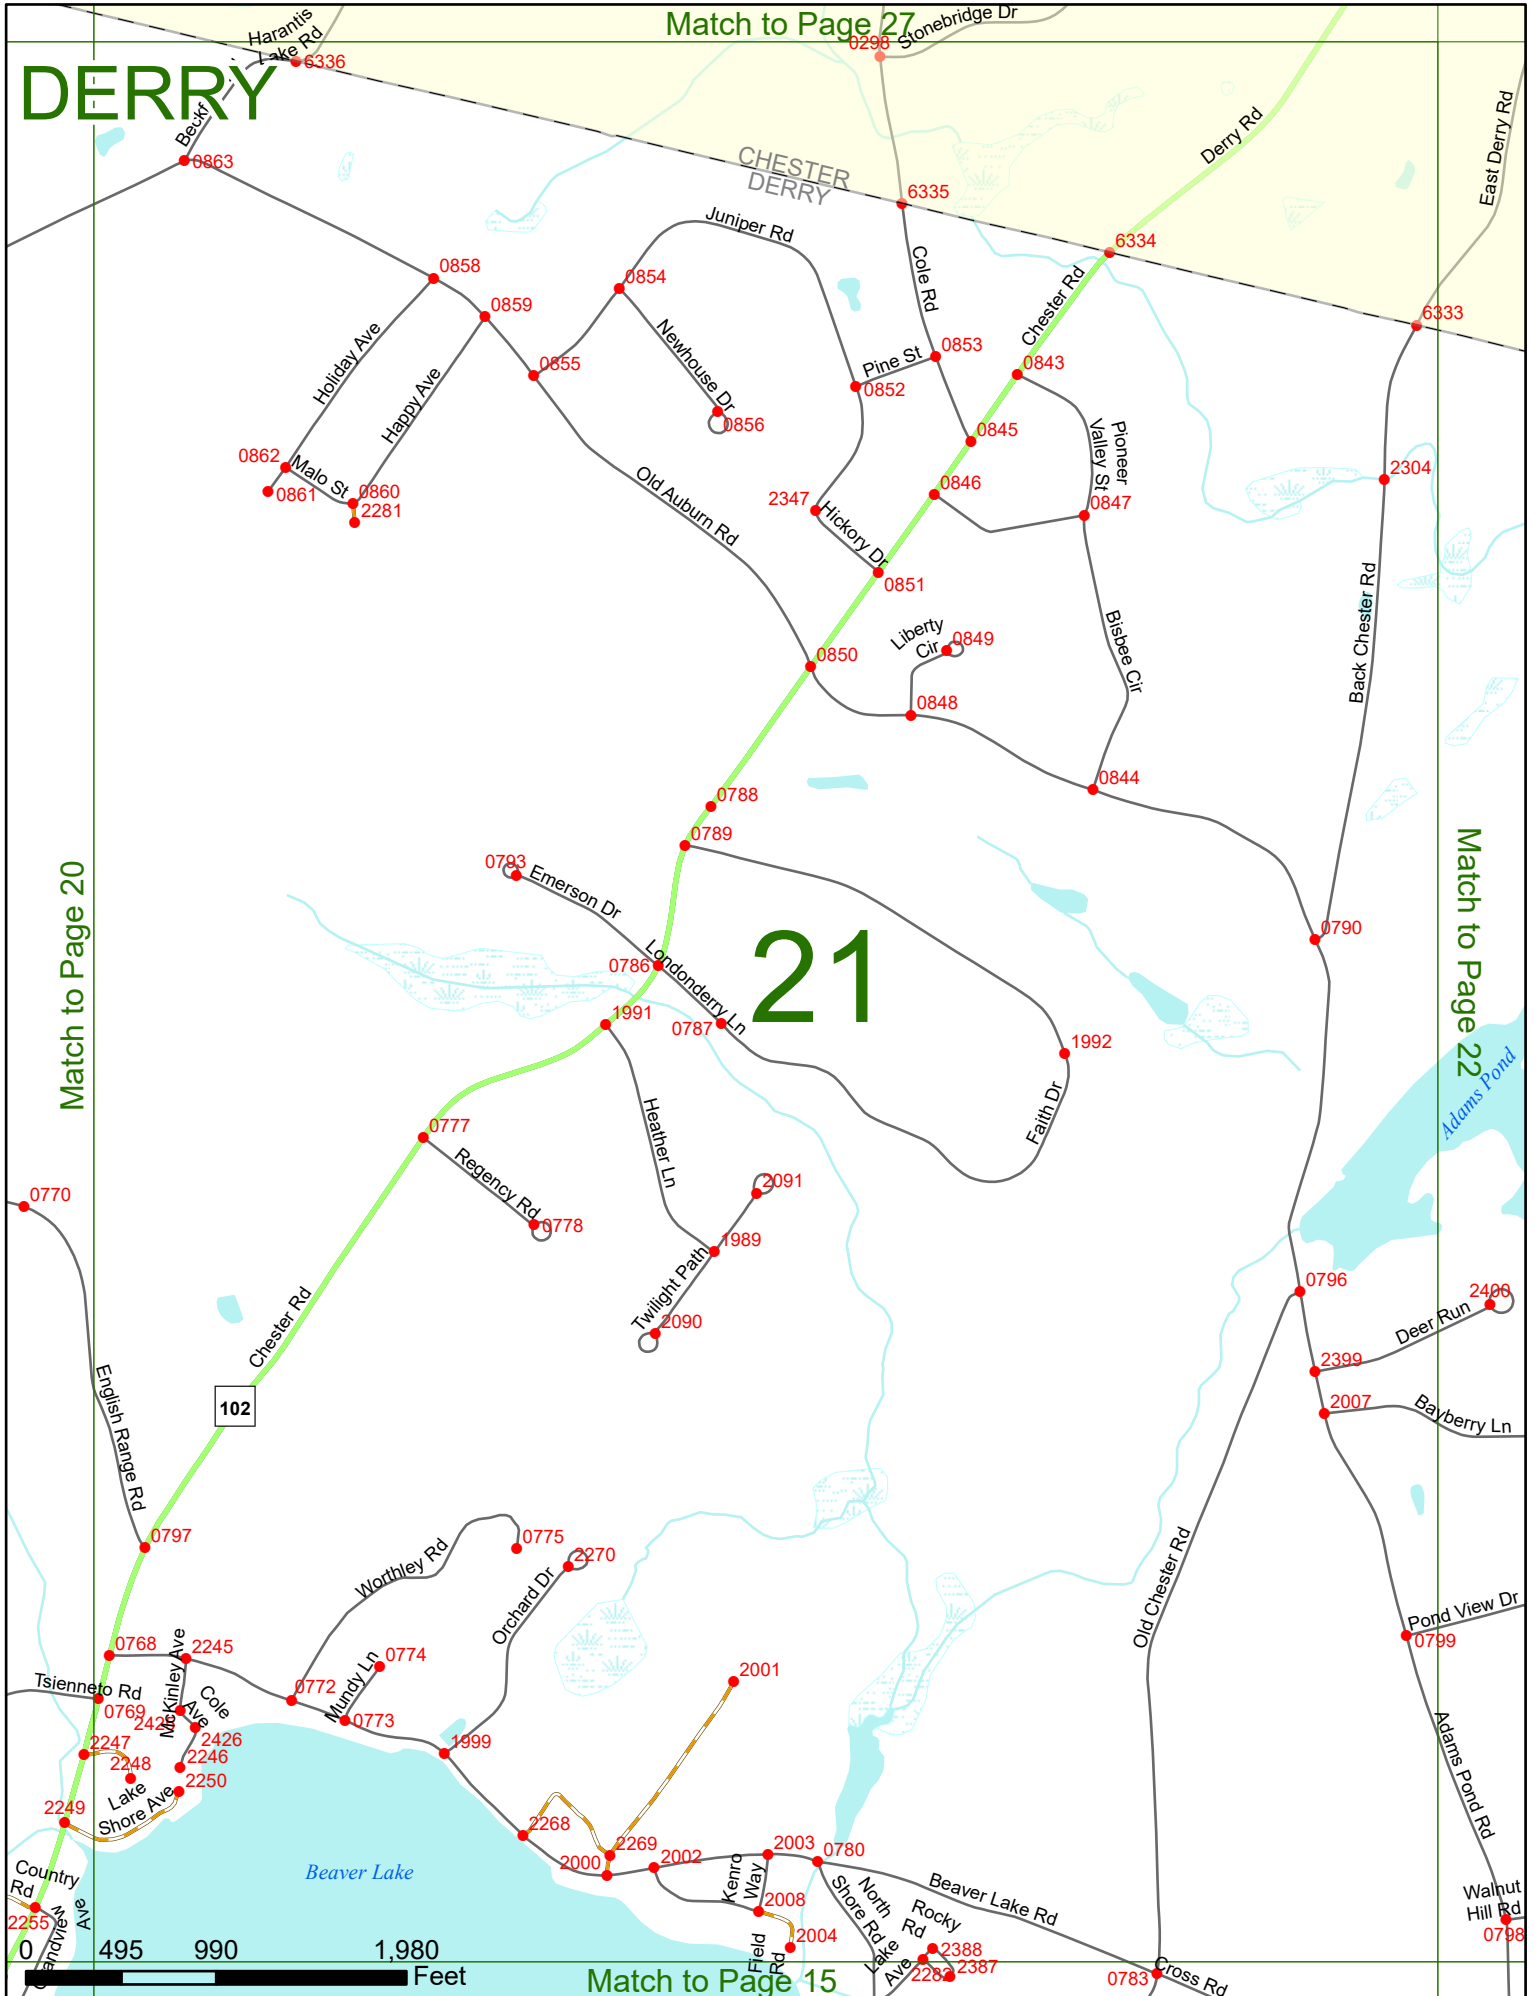 Match to Page 27
Harantis
Lake Rd
Stonebridge Dr
0298
6336
DERRY
Derry Rd
East Derry Rd
0863
CHESTER
DERRY
6335
Juniper Rd
6334
Cole Rd
Chester Rd
0858
0854
0859
6333
Newhouse Dr
Holiday Ave
Happy Ave
0855
Pine St
0853
0843
0852
0856
Pioneer
Valley St
0845
0862
Malo St
0861
0860
2281
Old Auburn Rd
2347
Hickory Dr
0846
0847
2304
0851
Back Chester Rd
Liberty
Cir
0849
Bisbee Cir
0850
0848
0844
0788
0789
0793
Emerson Dr
Match to Page 20
Match to Page 22
0790
Londonderry Ln
0786
21
1991
0787
1992
Adams Pond
Heather Ln
Faith Dr
0777
Regency Rd
2091
0770
0778
1989
Twilight Path
2090
0796
2400
Deer Run
Chester Rd
2399
English Range Rd
102
2007
Bayberry Ln
0797
0775
2270
Worthley Rd
Orchard Dr
Old Chester Rd
Pond View Dr
0799
0768
McKinley Ave
2245
0774
2001
Mundy Ln
Tsienneto Rd
0769
Cole
Ave
0772
0773
2426
Adams Pond Rd
2247
2246
1999
2248
2250
Lake
Shore Ave
2249
2268
2269
2003
0780
2002
2000
Beaver Lake
Kenro
Way
North
Shore Rd
Beaver Lake Rd
Country
Rd
Walnut
Hill Rd
2255
Grandview
Ave
2008
Rocky
Rd
0798
0
495
990
1,980
Feet
Field
Rd
2004
Lake
Ave
2388
2282
2387
0783
Cross Rd
Match to Page 15